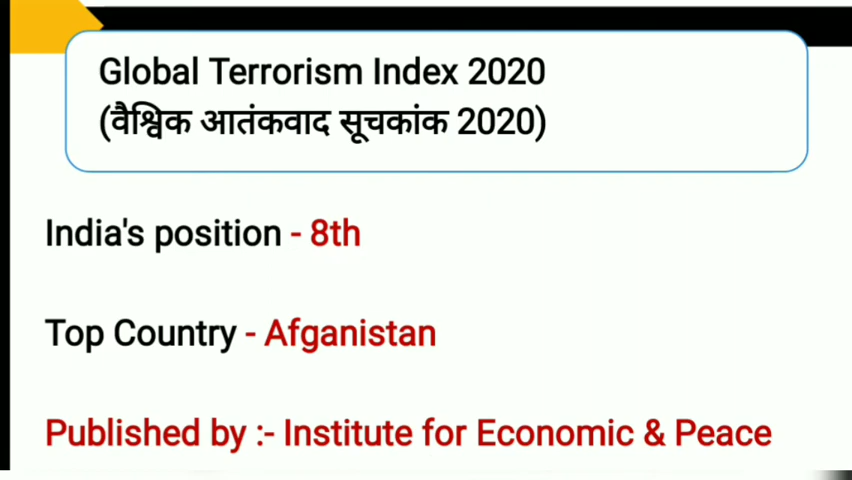 Global Terrorism Index 2020
(वैश्विक आतंकवाद सूचकांक 2020)
India's position - 8th
Top Country - Afganistan
Published by :- Institute for Economic & Peace